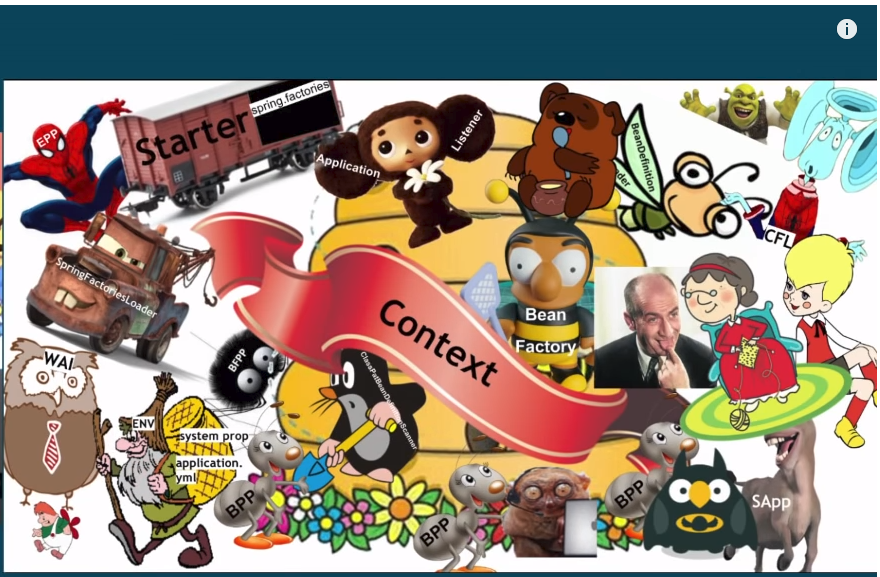 EPP
Starter
spring.factories
Application
Listener
BeanDefinition
der
CFL
SpringFactoriesLoader
Context
Bean
Factory
WAI
BFPP
ENV
system prop
application.
yml
BPP
BPP
BPP
SApp